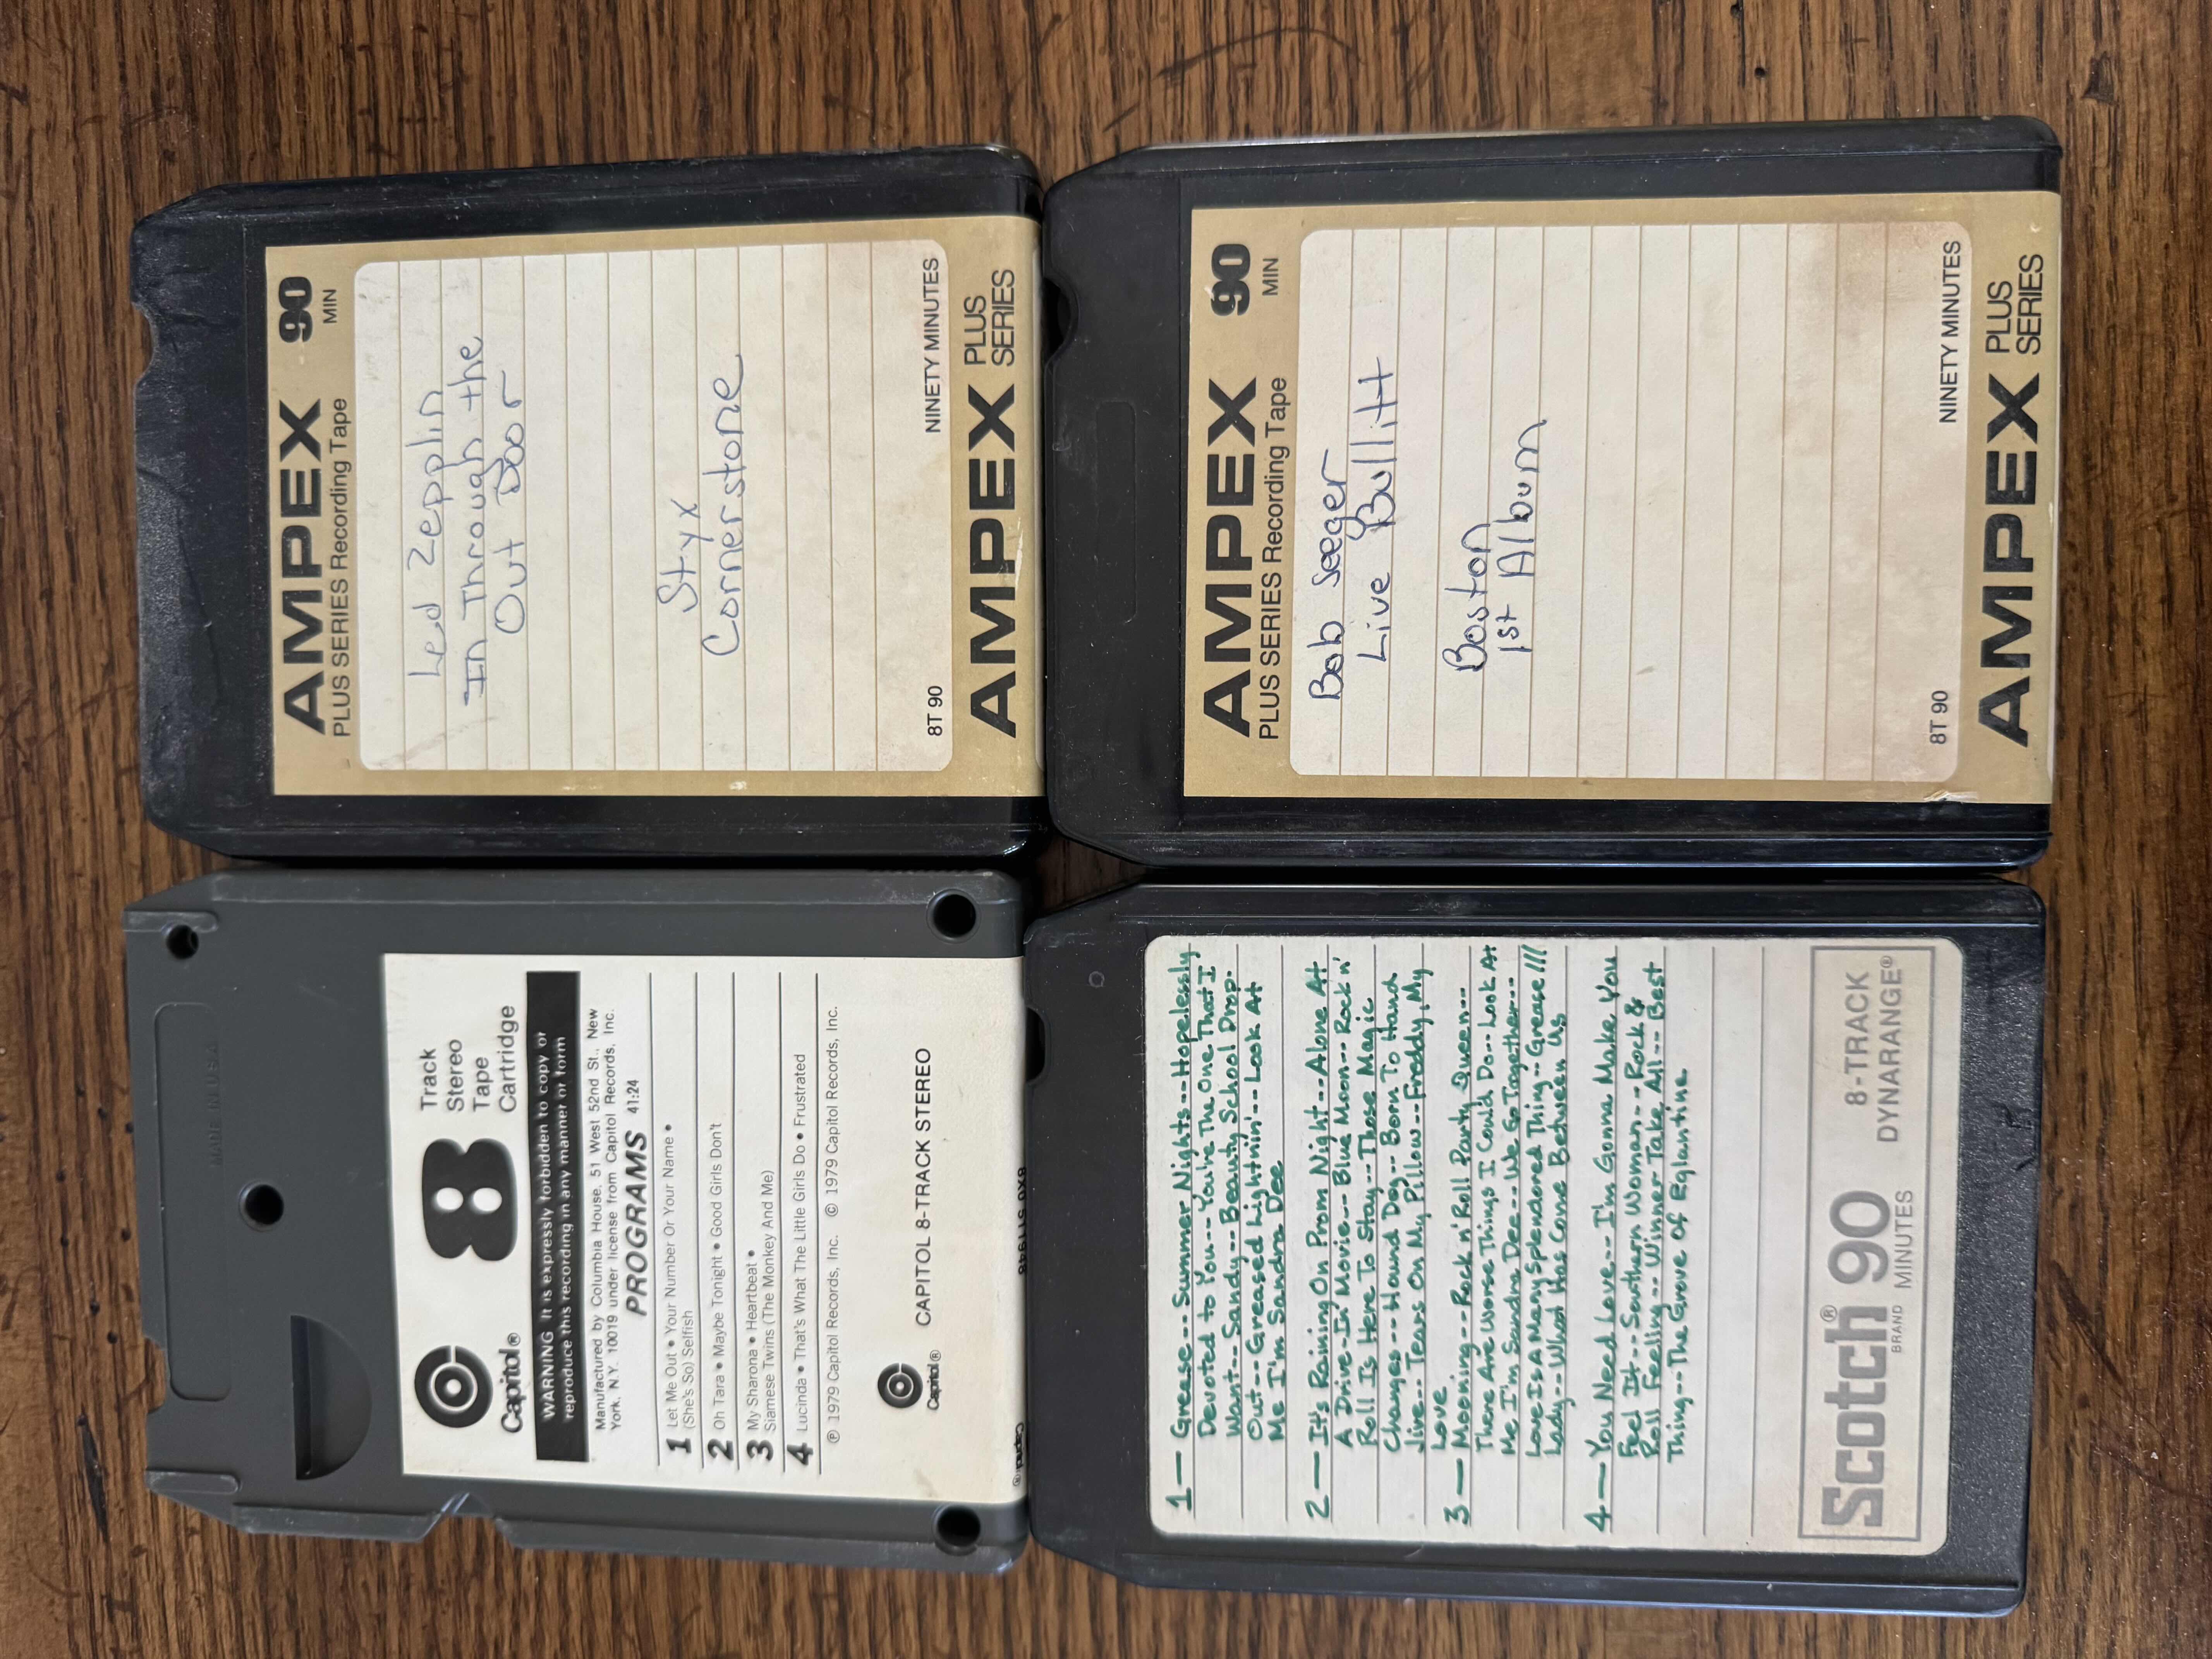 Capitol®
8
Track
Stereo
Tape
Cartridge
WARNING It is expressly forbidden to copy or
reproduce this recording in any manner or form
Manufactured by Columbia House, 51 West 52nd St., New
York, N.Y. 10019 under license from Capitol Records, Inc.
PROGRAMS 41:24
1 Let Me Out • Your Number Or Your Name •
(She's So) Selfish
2 Oh Tara • Maybe Tonight • Good Girls Don't
3 My Sharona • Heartbeat •
Siamese Twins (The Monkey And Me)
4 Lucinda • That's What The Little Girls Do • Frustrated
℗ 1979 Capitol Records, Inc. © 1979 Capitol Records, Inc.
Capitol® CAPITOL 8-TRACK STEREO
Capitol®
MADE IN U.S.A.
AMPEX 90
PLUS SERIES Recording Tape MIN
Led Zepplin
In Through the
Out Door
Styx
Cornerstone
8T 90 NINETY MINUTES
AMPEX PLUS
SERIES
1— Grease--- Summer Nights---Hopelessly
Devoted to You--- You're The One That I
Want-- Sandy-- Beauty School Drop-
Out-- Greased Lightnin'-- Look At
Me I'm Sandra Dee
2— It's Raining On Prom Night-- Alone At
A Drive-In Movie-- Blue Moon-- Rock n'
Roll Is Here To Stay-- Those Magic
Changes--- Hound Dog-- Born To Hand
Jive-- Tears On My Pillow-- Freddy, My
Love
3— Mooning-- Rock n' Roll Party Queen---
There Are Worse Things I Could Do-- Look At
Me I'm Sandra Dee-- We Go Together---
Love Is A Many Splendored Thing-- Grease!!!
Lady-- What Has Come Between Us
4— You Need Love--- I'm Gonna Make You
Feel It-- Southern Woman-- Rock &
Roll Feeling-- Winner Take All-- Best
Thing-- The Grove of Eglantine
Scotch® 90 8-TRACK
BRAND MINUTES DYNARANGE®
AMPEX 90
PLUS SERIES Recording Tape MIN
Bob Seeger
Live Bullitt
Boston
1st Album
8T 90 NINETY MINUTES
AMPEX PLUS
SERIES